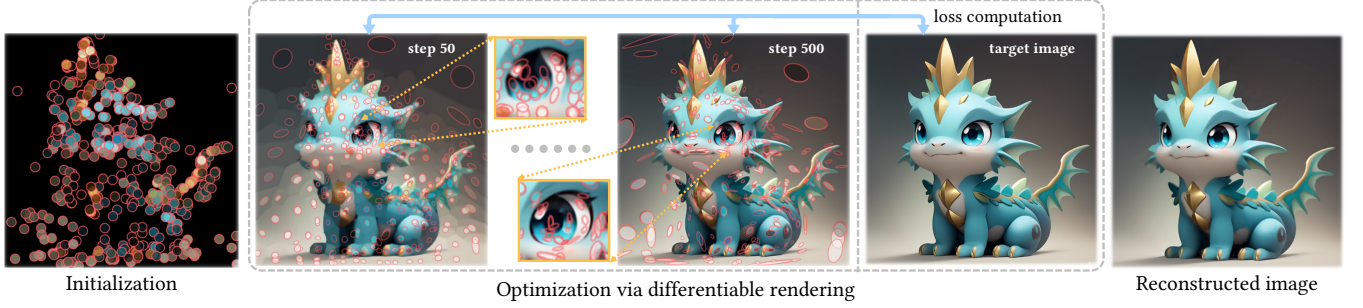 loss computation
step 50
step 500
target image
Initialization
Optimization via differentiable rendering
Reconstructed image